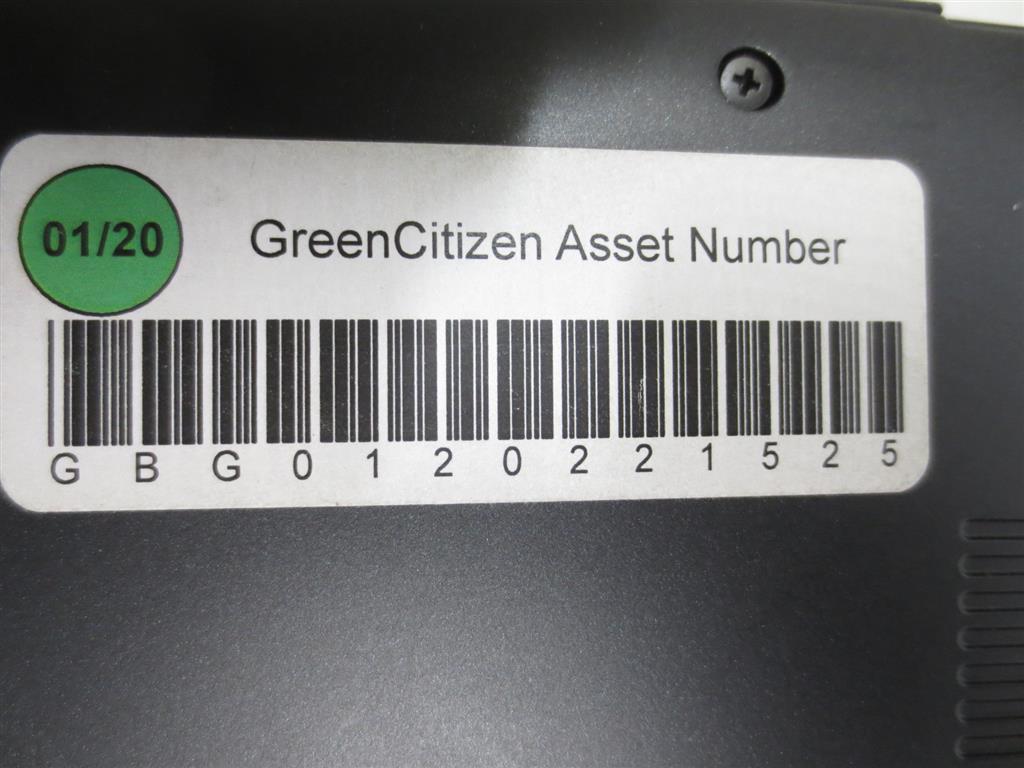 01/20
GreenCitizen Asset Number
G B G 0 1 2 0 2 2 1 5 2 5